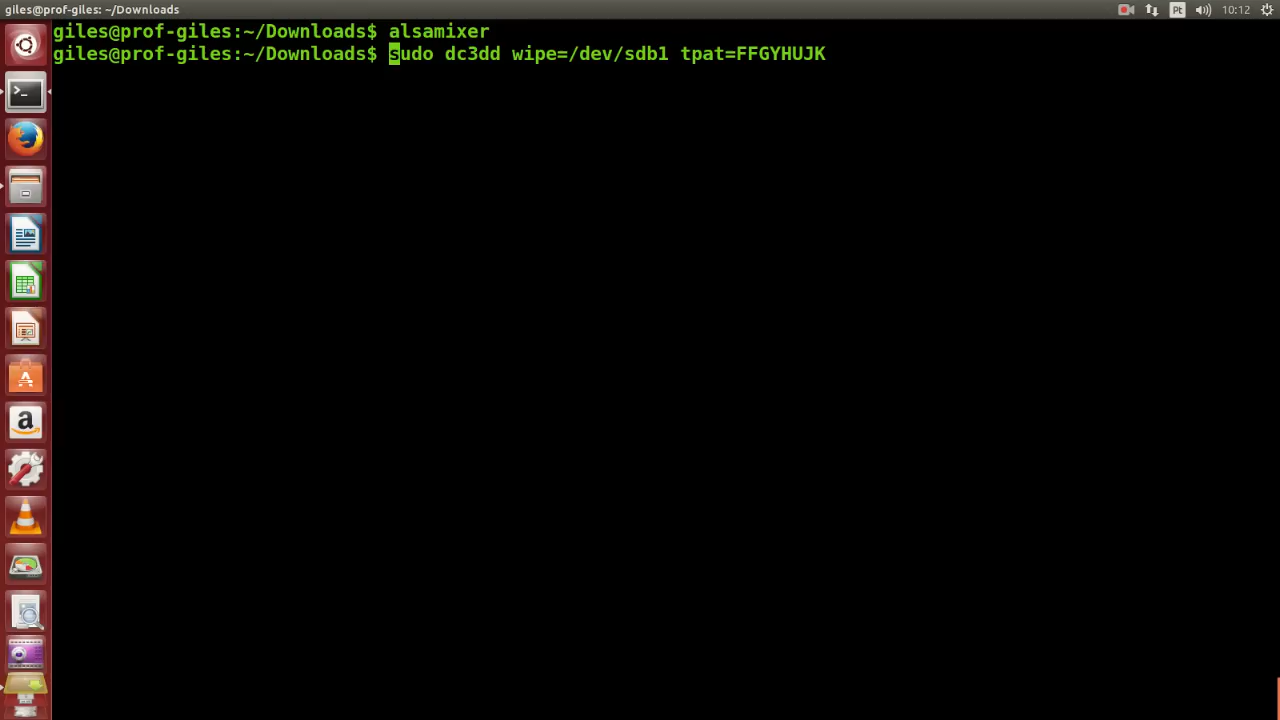 giles@prof-giles: ~/Downloads
Pt
10:12
giles@prof-giles:~/Downloads$ alsamixer
giles@prof-giles:~/Downloads$ sudo dc3dd wipe=/dev/sdb1 tpat=FFGYHUJK